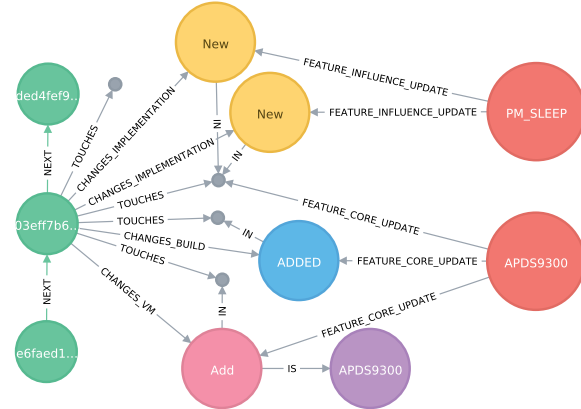 New
FEATURE_INFLUENCE_UPDATE
ded4fef9...
New
FEATURE_INFLUENCE_UPDATE
PM_SLEEP
TOUCHES
CHANGES_IMPLEMENTATION
IN
NEXT
CHANGES_IMPLEMENTATION
IN
TOUCHES
FEATURE_CORE_UPDATE
03eff7b6...
TOUCHES
IN
CHANGES_BUILD
TOUCHES
ADDED
FEATURE_CORE_UPDATE
APDS9300
NEXT
CHANGES_VM
IN
FEATURE_CORE_UPDATE
e6faed1...
Add
IS
APDS9300